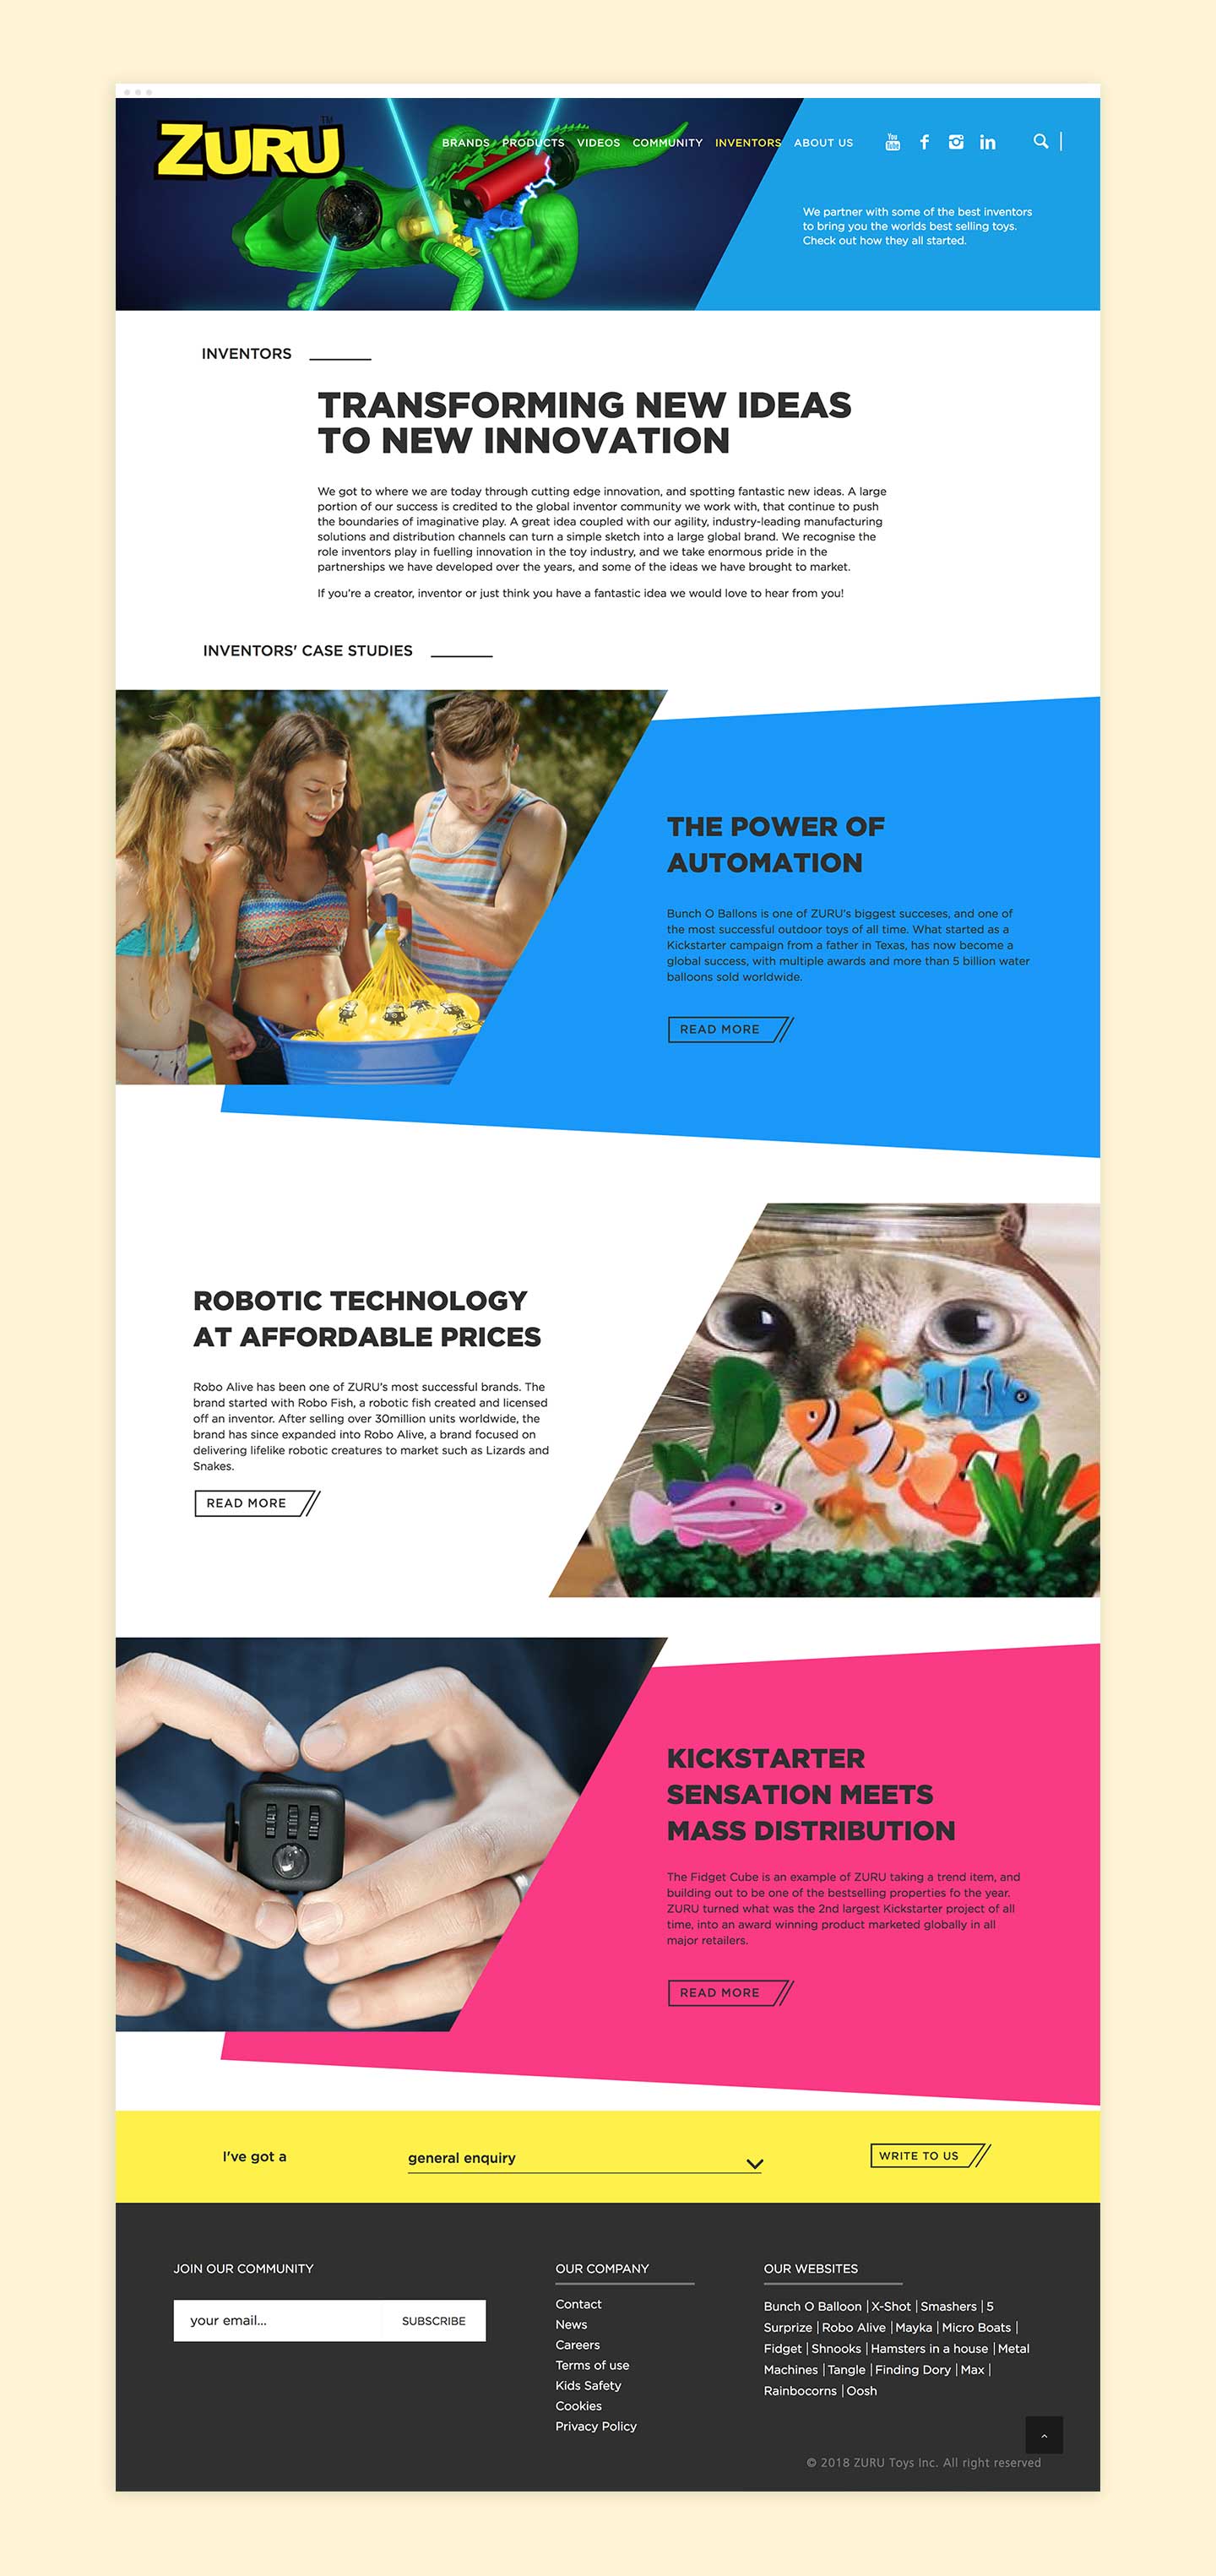 ZURU
TM
BRANDS PRODUCTS VIDEOS COMMUNITY INVENTORS ABOUT US
You Tube f in
We partner with some of the best inventors
to bring you the worlds best selling toys.
Check out how they all started.
INVENTORS
TRANSFORMING NEW IDEAS
TO NEW INNOVATION
We got to where we are today through cutting edge innovation, and spotting fantastic new ideas. A large
portion of our success is credited to the global inventor community we work with, that continue to push
the boundaries of imaginative play. A great idea coupled with our agility, industry-leading manufacturing
solutions and distribution channels can turn a simple sketch into a large global brand. We recognise the
role inventors play in fuelling innovation in the toy industry, and we take enormous pride in the
partnerships we have developed over the years, and some of the ideas we have brought to market.
If you're a creator, inventor or just think you have a fantastic idea we would love to hear from you!
INVENTORS' CASE STUDIES
THE POWER OF
AUTOMATION
Bunch O Ballons is one of ZURU's biggest succeses, and one of
the most successful outdoor toys of all time. What started as a
Kickstarter campaign from a father in Texas, has now become a
global success, with multiple awards and more than 5 billion water
balloons sold worldwide.
READ MORE
ROBOTIC TECHNOLOGY
AT AFFORDABLE PRICES
Robo Alive has been one of ZURU's most successful brands. The
brand started with Robo Fish, a robotic fish created and licensed
off an inventor. After selling over 30million units worldwide, the
brand has since expanded into Robo Alive, a brand focused on
delivering lifelike robotic creatures to market such as Lizards and
Snakes.
READ MORE
KICKSTARTER
SENSATION MEETS
MASS DISTRIBUTION
The Fidget Cube is an example of ZURU taking a trend item, and
building out to be one of the bestselling properties fo the year.
ZURU turned what was the 2nd largest Kickstarter project of all
time, into an award winning product marketed globally in all
major retailers.
READ MORE
I've got a general enquiry WRITE TO US
JOIN OUR COMMUNITY
your email... SUBSCRIBE
OUR COMPANY
Contact
News
Careers
Terms of use
Kids Safety
Cookies
Privacy Policy
OUR WEBSITES
Bunch O Balloon | X-Shot | Smashers | 5
Surprize | Robo Alive | Mayka | Micro Boats |
Fidget | Shnooks | Hamsters in a house | Metal
Machines | Tangle | Finding Dory | Max |
Rainbocorns | Oosh
© 2018 ZURU Toys Inc. All right reserved